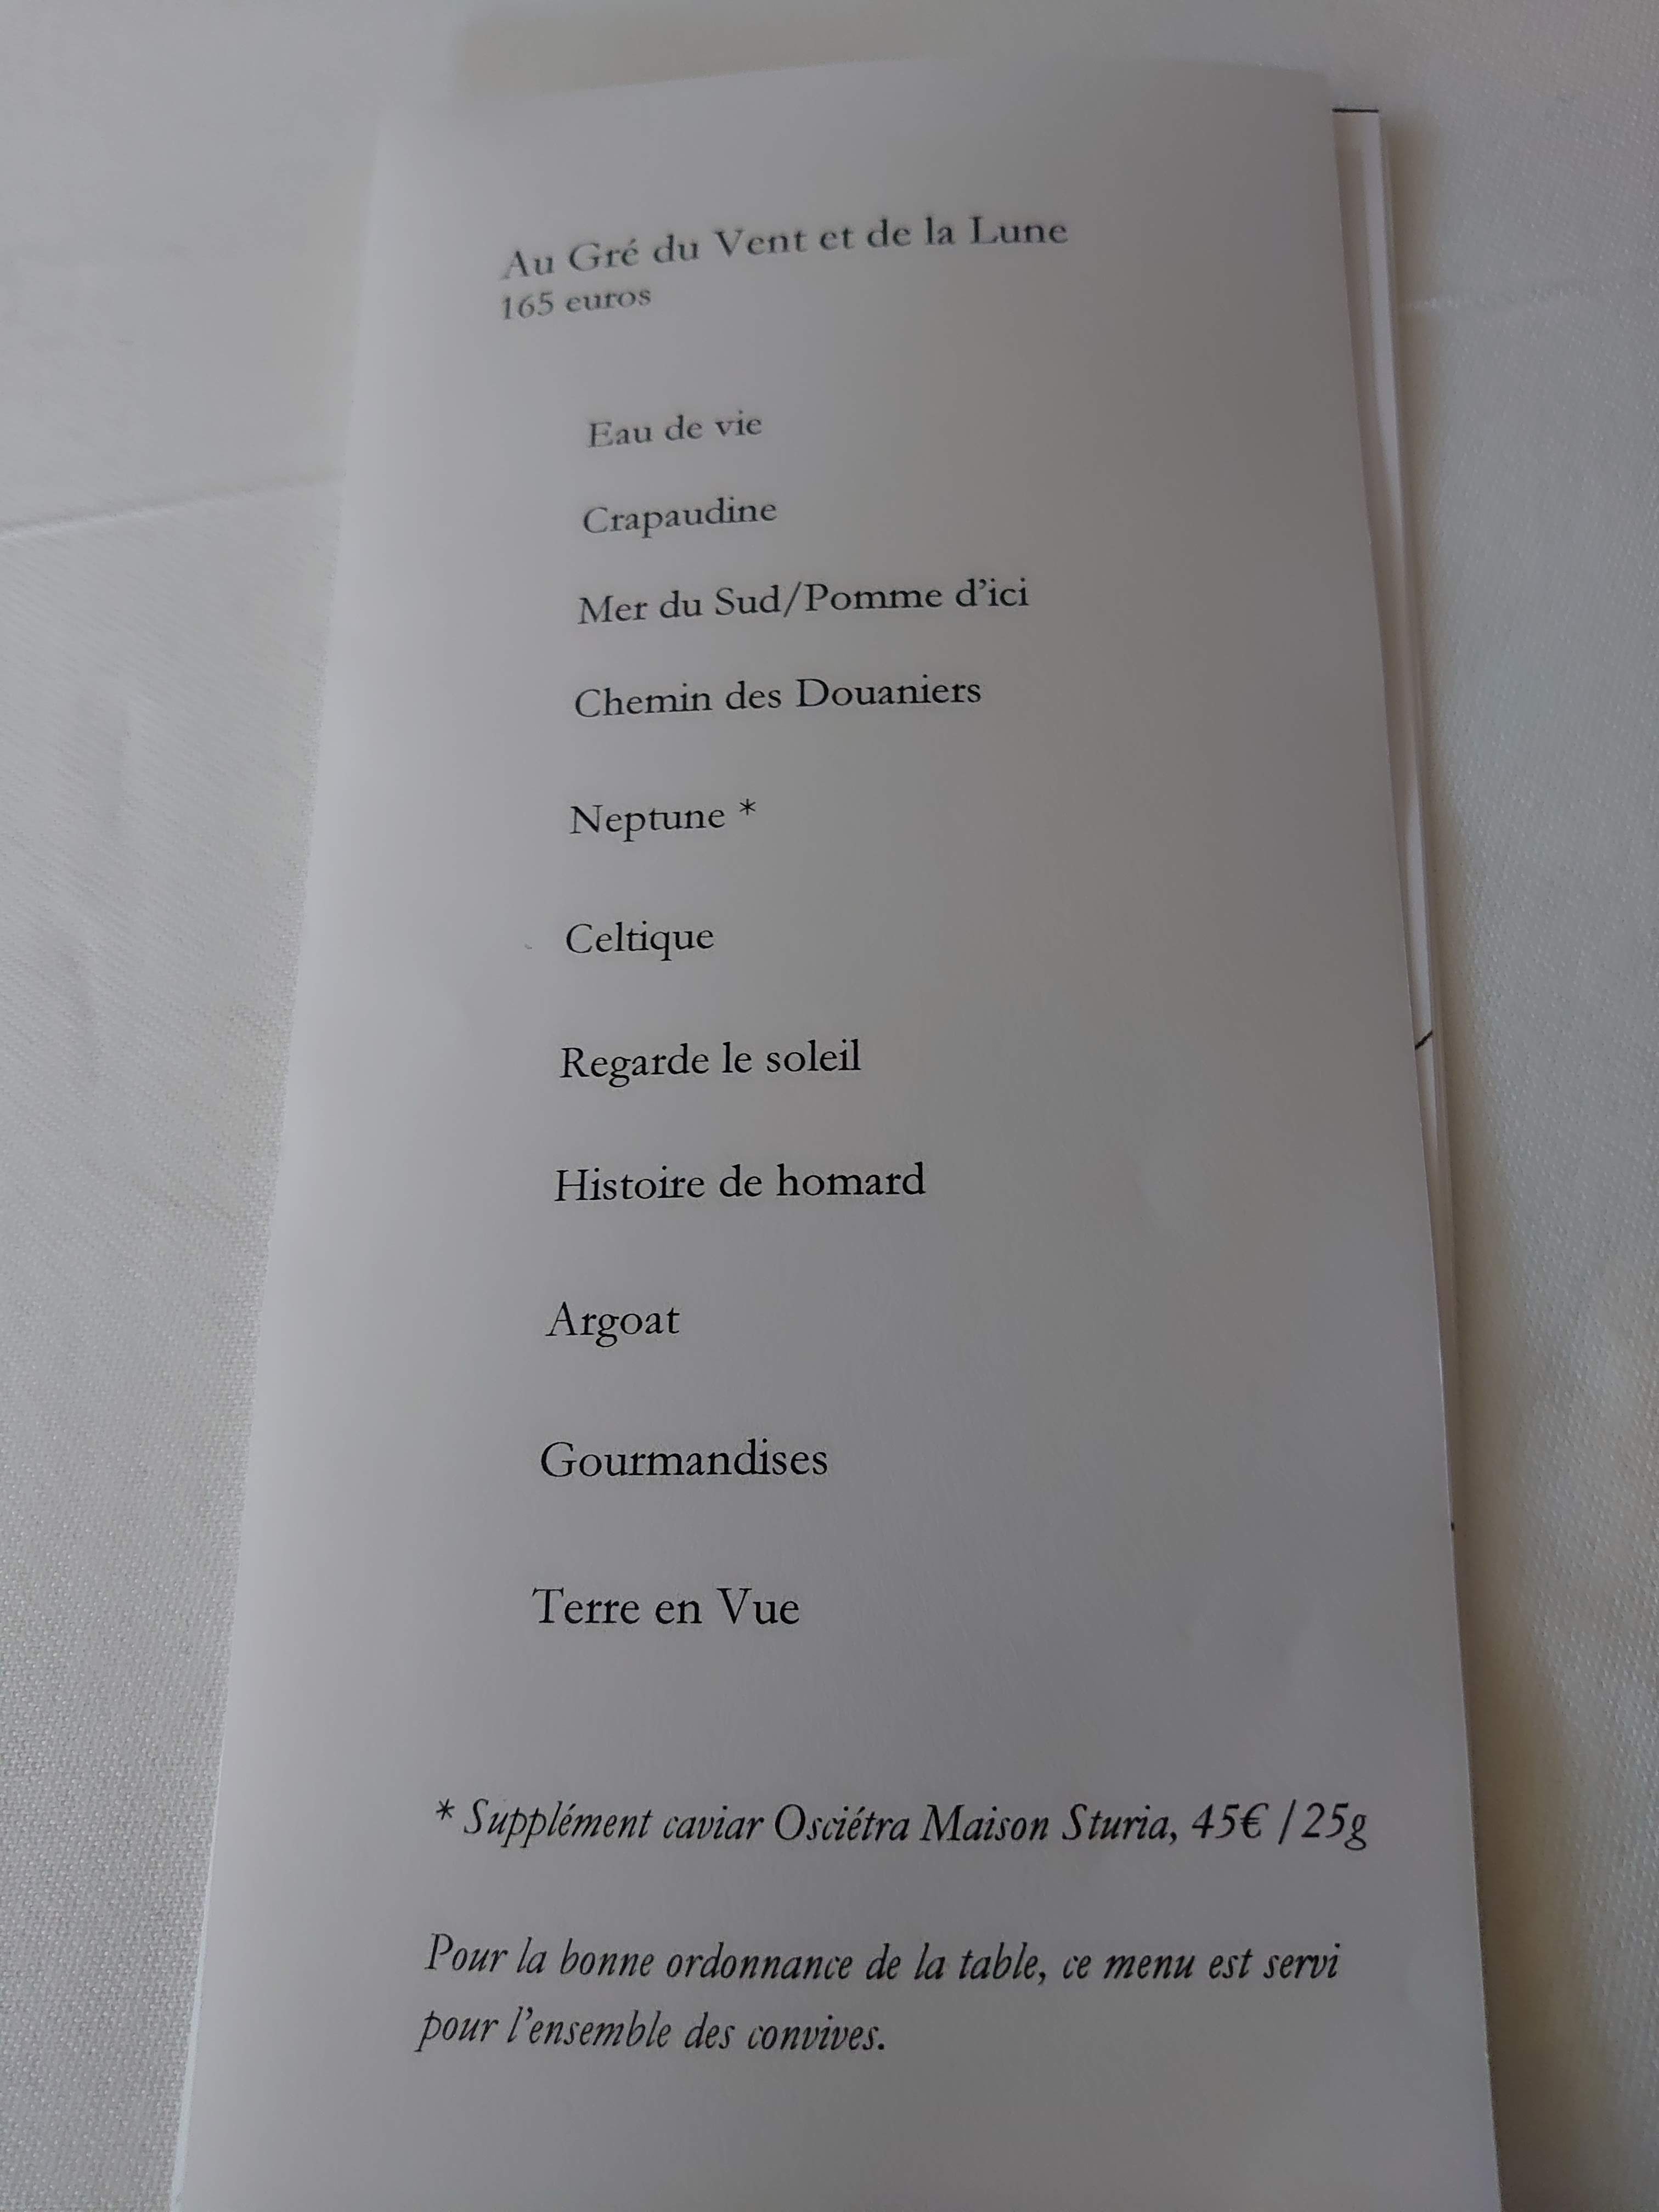 Au Gré du Vent et de la Lune
165 euros
Eau de vie
Crapaudine
Mer du Sud/Pomme d'ici
Chemin des Douaniers
Neptune *
Celtique
Regarde le soleil
Histoire de homard
Argoat
Gourmandises
Terre en Vue
* Supplément caviar Osciétra Maison Sturia, 45€ / 25g
Pour la bonne ordonnance de la table, ce menu est servi
pour l'ensemble des convives.